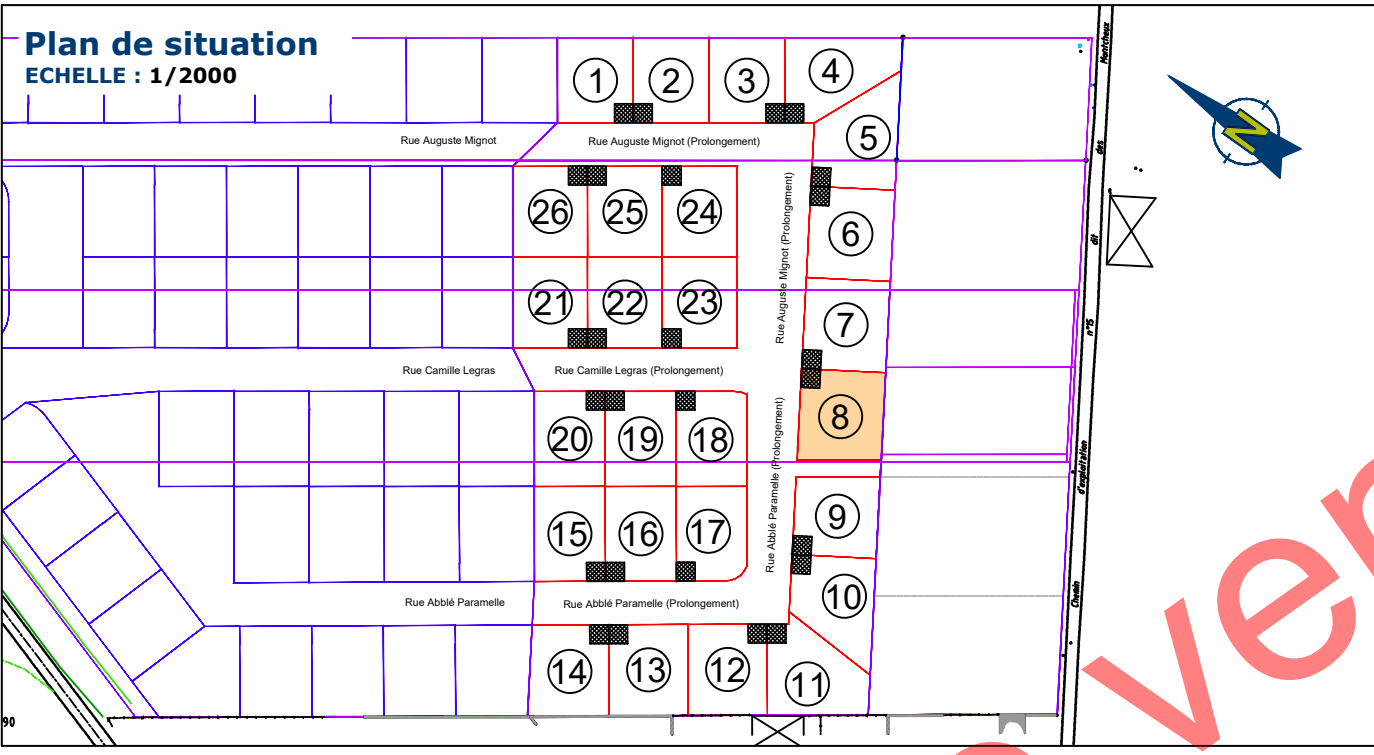 Plan de situation
ECHELLE : 1/2000
1 2 3 4
5
Rue Auguste Mignot
Rue Auguste Mignot (Prolongement)
26 25 24
Rue Auguste Mignot (Prolongement)
6
21 22 23
7
Rue Camille Legras
Rue Camille Legras (Prolongement)
8
20 19 18
Rue Abblé Paramelle (Prolongement)
9
15 16 17
10
Rue Abblé Paramelle
Rue Abblé Paramelle (Prolongement)
14 13 12 11
90
Chemin d'exploitation n°15 dit des Montcheux
N
ver